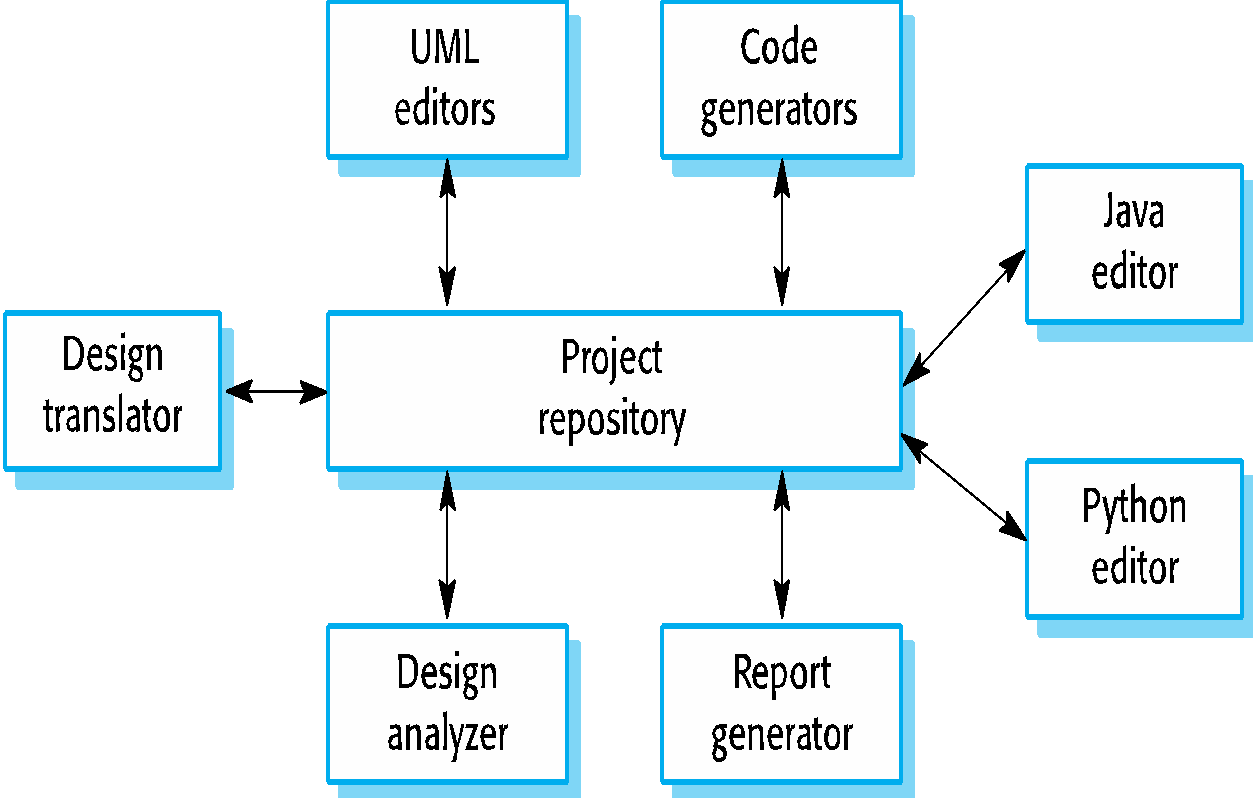 UML
editors
Code
generators
Java
editor
Design
translator
Project
repository
Python
editor
Design
analyzer
Report
generator